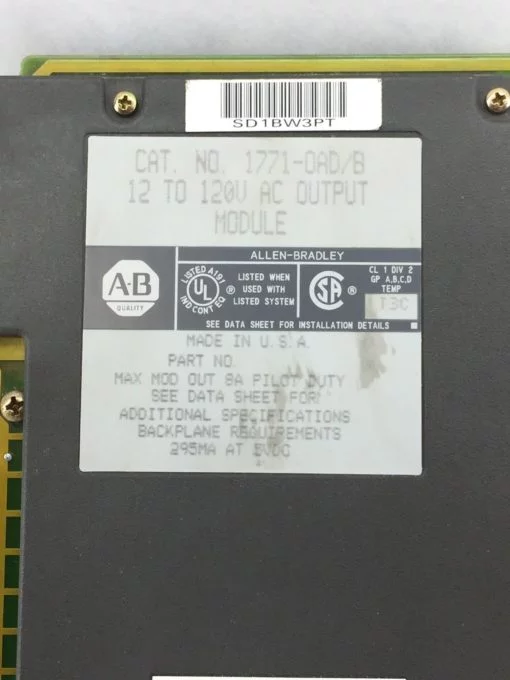 SD1BW3PT
CAT. NO. 1771-OAD/B
12 TO 120V AC OUTPUT
MODULE
ALLEN-BRADLEY
A-B
QUALITY
LISTED A191
UL
IND CONT EQ
®
LISTED WHEN
USED WITH
LISTED SYSTEM
SA
®
CL 1 DIV 2
GP A,B,C,D
TEMP
T3C
SEE DATA SHEET FOR INSTALLATION DETAILS
MADE IN U.S.A.
PART NO.
MAX MOD OUT 8A PILOT DUTY
SEE DATA SHEET FOR
ADDITIONAL SPECIFICATIONS
BACKPLANE REQUIREMENTS
295MA AT 5VDC